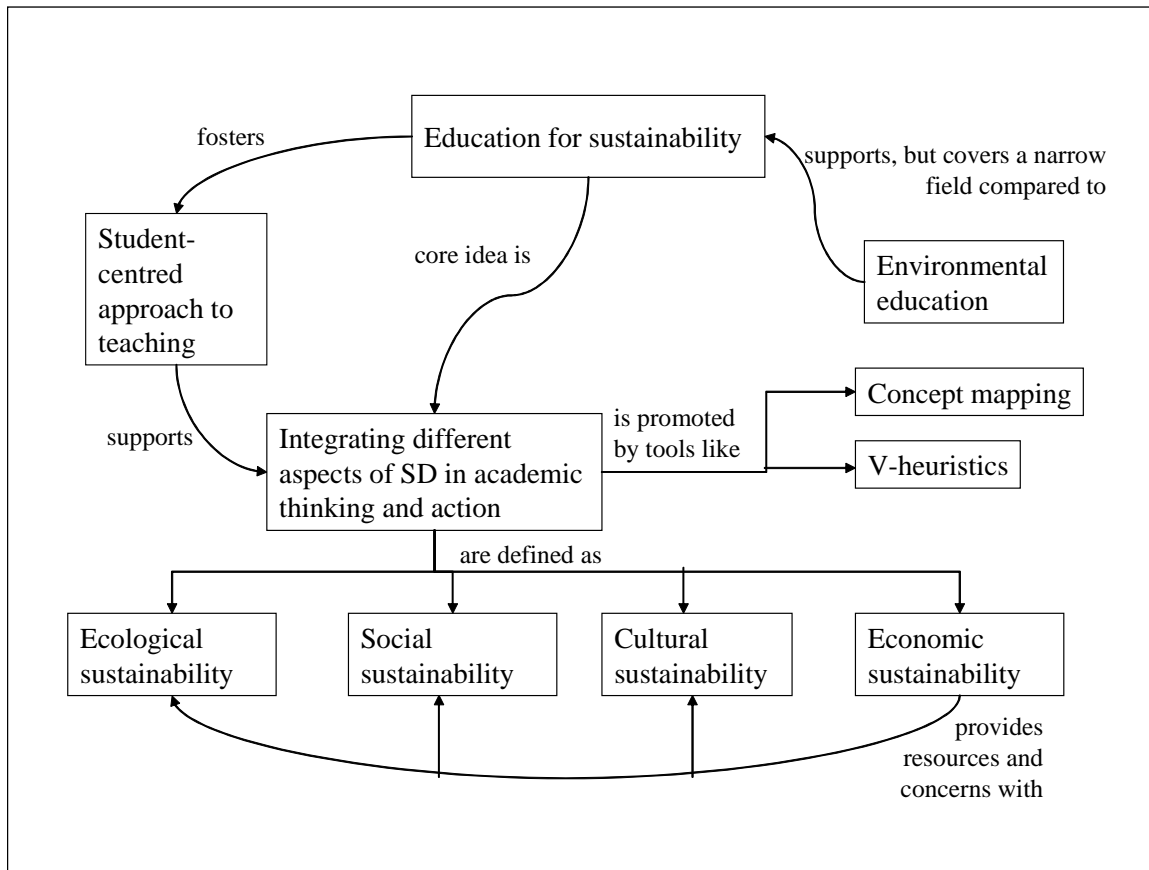 Education for sustainability
fosters
supports, but covers a narrow
field compared to
Student-
centred
approach to
teaching
core idea is
Environmental
education
Concept mapping
is promoted
by tools like
supports
Integrating different
aspects of SD in academic
thinking and action
V-heuristics
are defined as
Ecological
sustainability
Social
sustainability
Cultural
sustainability
Economic
sustainability
provides
resources and
concerns with